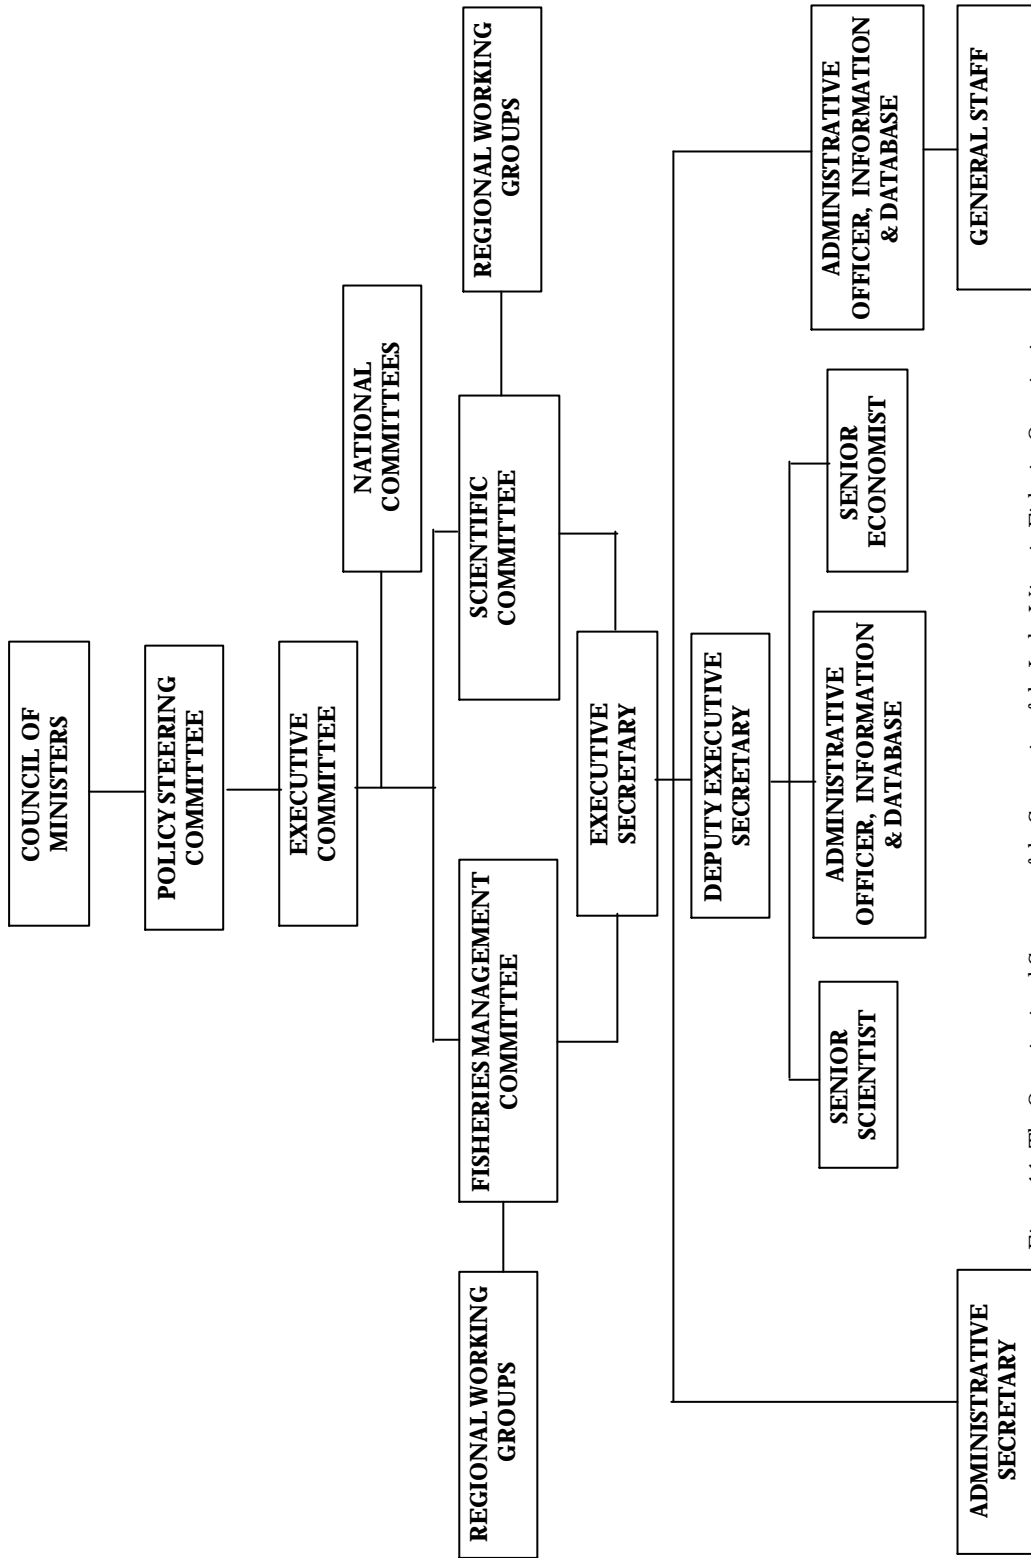 COUNCIL OF
MINISTERS
POLICY STEERING
COMMITTEE
EXECUTIVE
COMMITTEE
NATIONAL
COMMITTEES
REGIONAL WORKING
GROUPS
FISHERIES MANAGEMENT
COMMITTEE
SCIENTIFIC
COMMITTEE
REGIONAL WORKING
GROUPS
EXECUTIVE
SECRETARY
DEPUTY EXECUTIVE
SECRETARY
SENIOR
SCIENTIST
ADMINISTRATIVE
OFFICER, INFORMATION
& DATABASE
SENIOR
ECONOMIST
ADMINISTRATIVE
OFFICER, INFORMATION
& DATABASE
ADMINISTRATIVE
SECRETARY
GENERAL STAFF